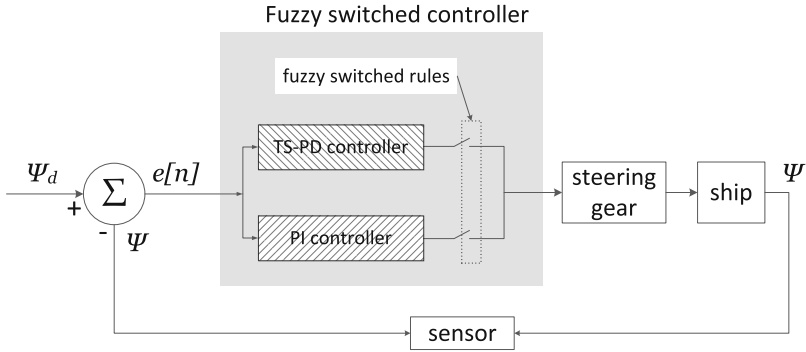 Fuzzy switched controller
fuzzy switched rules
TS-PD controller
Ψd
e[n]
Σ
+
-
Ψ
PI controller
steering
gear
ship
Ψ
sensor